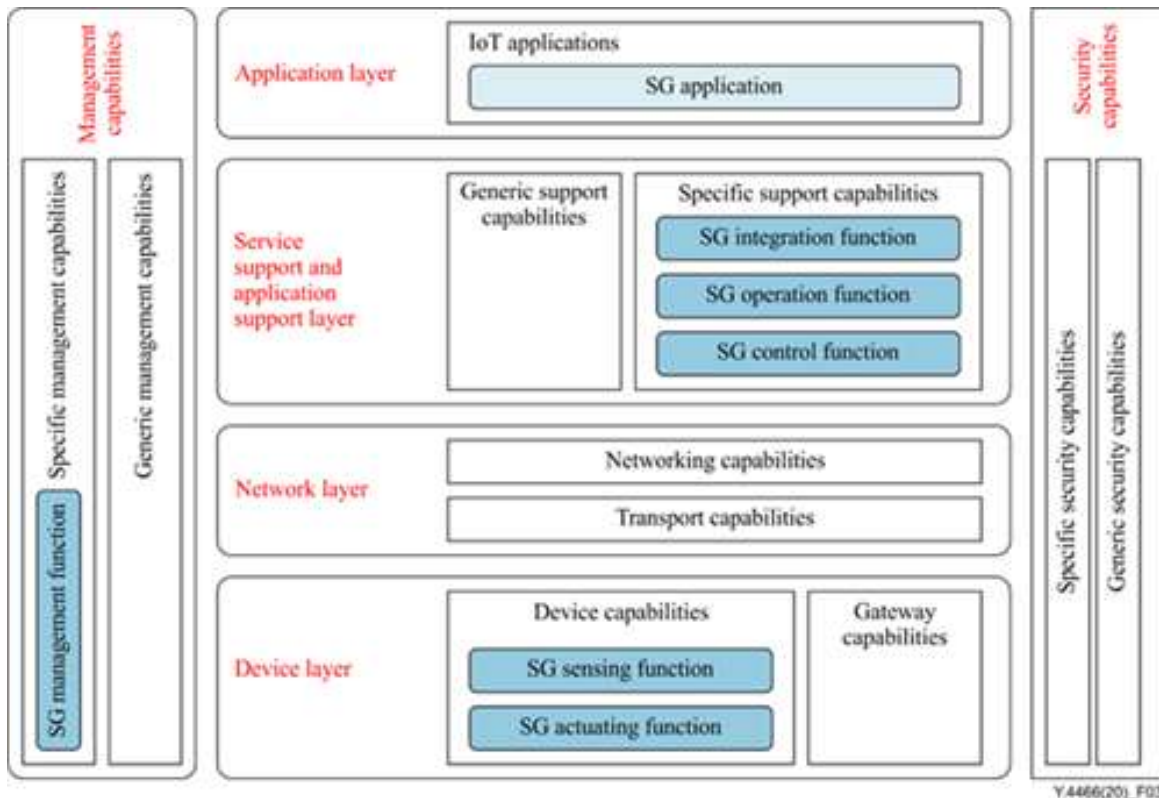 Management
capabilities
Specific management capabilities
Generic management capabilities
SG management function
Application layer
IoT applications
SG application
Service
support and
application
support layer
Generic support
capabilities
Specific support capabilities
SG integration function
SG operation function
SG control function
Network layer
Networking capabilities
Transport capabilities
Device layer
Device capabilities
SG sensing function
SG actuating function
Gateway
capabilities
Security
capabilities
Specific security capabilities
Generic security capabilities
Y.4466(20)_F03